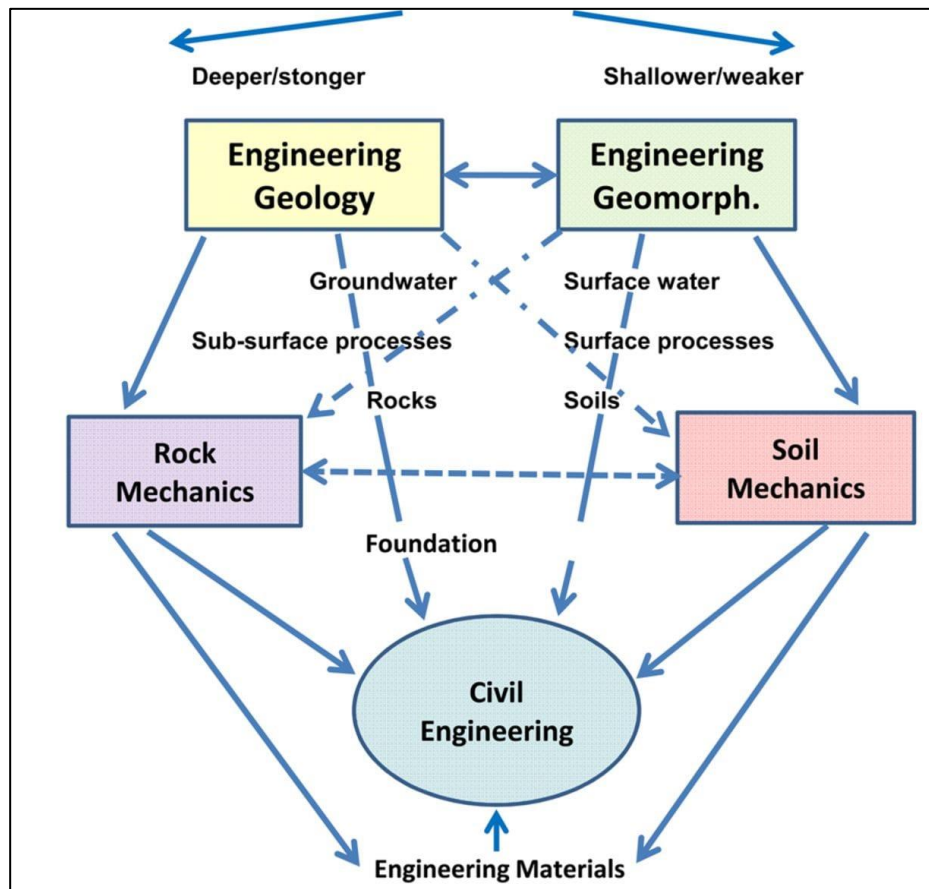 Deeper/stonger
Shallower/weaker
Engineering
Geology
Engineering
Geomorph.
Groundwater
Surface water
Sub-surface processes
Surface processes
Rocks
Soils
Rock
Mechanics
Soil
Mechanics
Foundation
Civil
Engineering
Engineering Materials